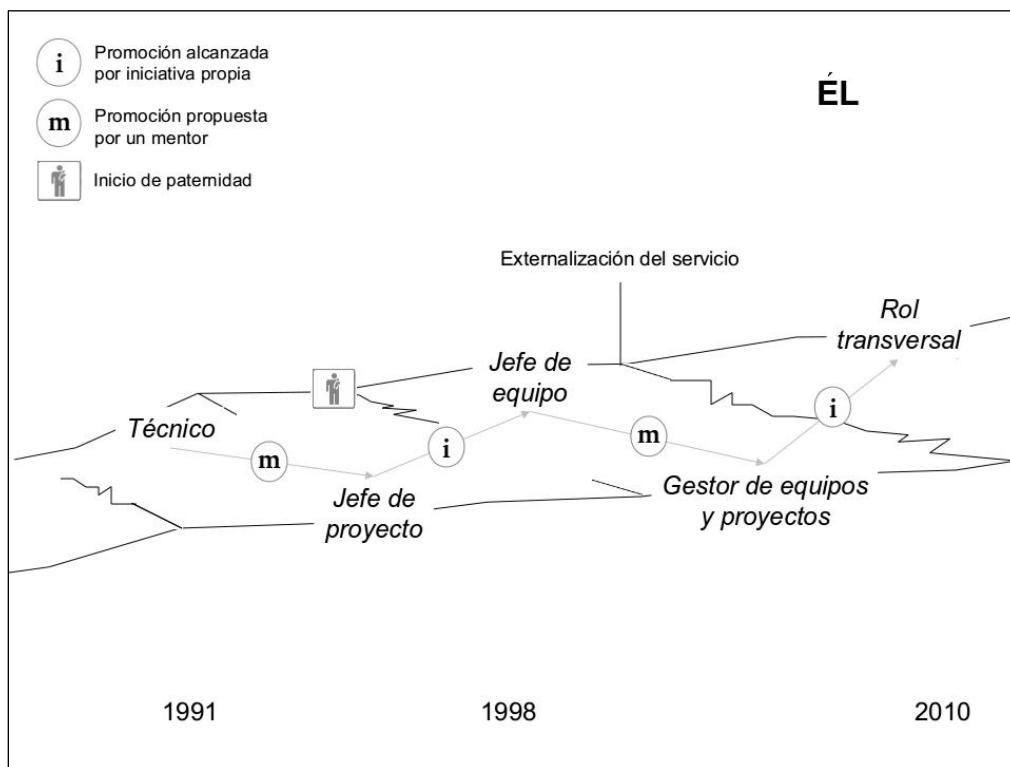 i
Promoción alcanzada
por iniciativa propia
m
Promoción propuesta
por un mentor
Inicio de paternidad
ÉL
Externalización del servicio
Rol
transversal
Jefe de
equipo
Técnico
i
m
i
m
Jefe de
proyecto
Gestor de equipos
y proyectos
1991
1998
2010